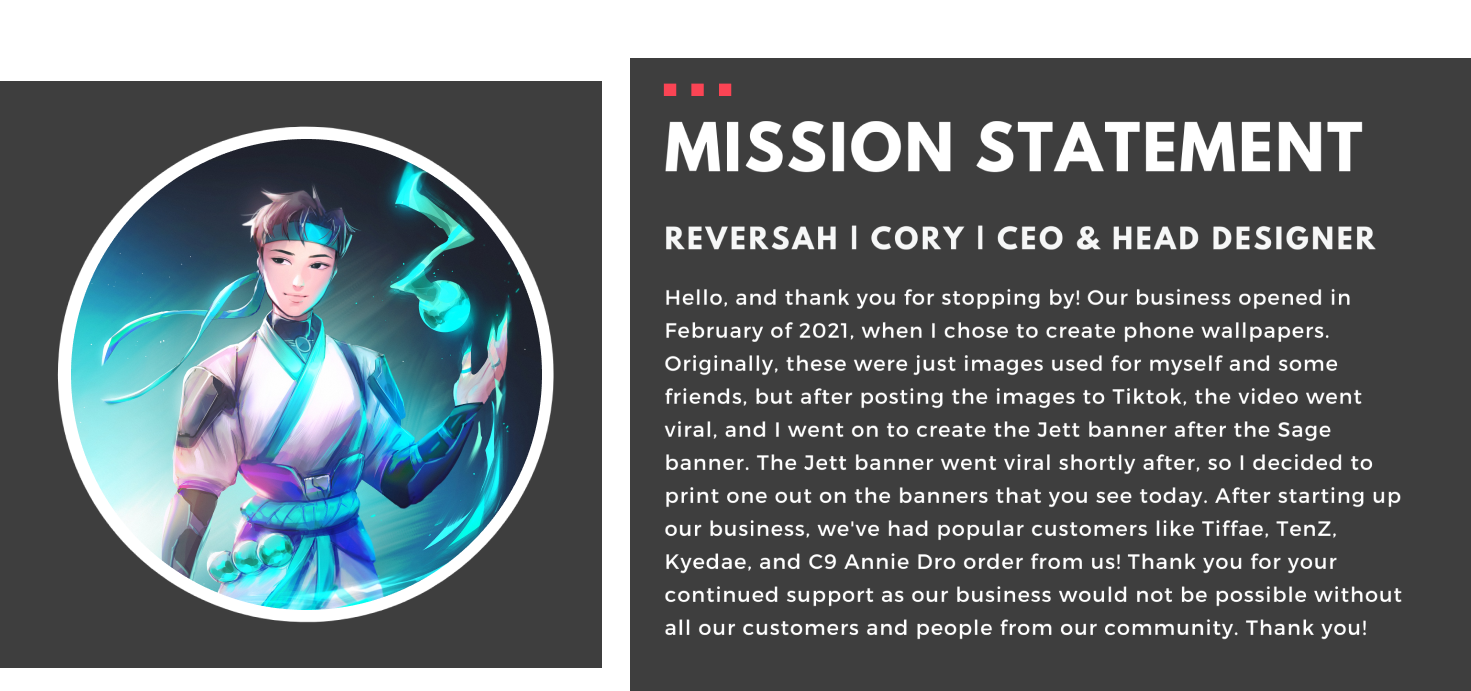 MISSION STATEMENT
REVERSAH | CORY | CEO & HEAD DESIGNER
Hello, and thank you for stopping by! Our business opened in
February of 2021, when I chose to create phone wallpapers.
Originally, these were just images used for myself and some
friends, but after posting the images to Tiktok, the video went
viral, and I went on to create the Jett banner after the Sage
banner. The Jett banner went viral shortly after, so I decided to
print one out on the banners that you see today. After starting up
our business, we've had popular customers like Tiffae, TenZ,
Kyedae, and C9 Annie Dro order from us! Thank you for your
continued support as our business would not be possible without
all our customers and people from our community. Thank you!